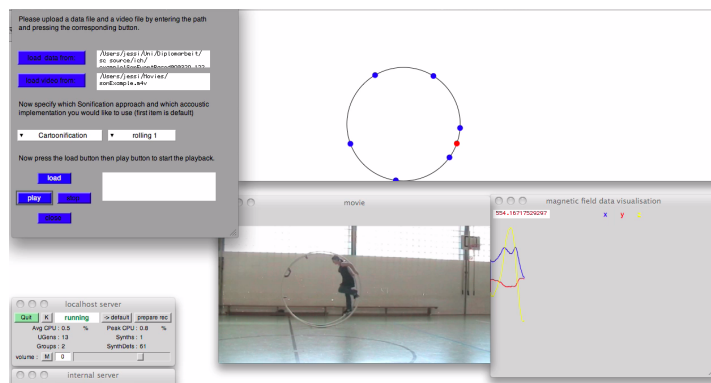 Please upload a data file and a video file by entering the path
and pressing the corresponding button.
load data from
/Users/jessi/Uni/Diplomarbeit/
sc source/ich/
load video from
/Users/jessi/Movies/
sonExample.m4v
Now specify which Sonification approach and which accoustic
implementation you would like to use (first item is default)
Cartoonification
rolling 1
Now press the load button then play button to start the playback.
load
play
stop
close
movie
magnetic field data visualisation
554.16717529297
x y z
localhost server
Quit K running -> default prepare rec
Avg CPU : 0.5 % Peak CPU : 0.8 %
UGens : 13 Synths : 1
Groups : 2 SynthDefs : 61
volume : M 0
internal server